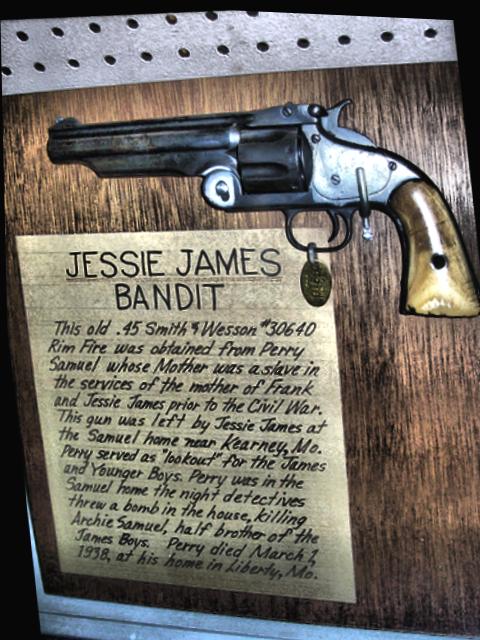 JESSIE JAMES
BANDIT
This old .45 Smith & Wesson #30640
Rim Fire was obtained from Perry
Samuel whose Mother was a slave in
the services of the mother of Frank
and Jessie James prior to the Civil War.
This gun was left by Jessie James at
the Samuel home near Kearney, Mo.
Perry served as "lookout" for the James
and Younger Boys. Perry was in the
Samuel home the night detectives
threw a bomb in the house, killing
Archie Samuel, half brother of the
James Boys. Perry died March 1,
1938, at his home in Liberty, Mo.